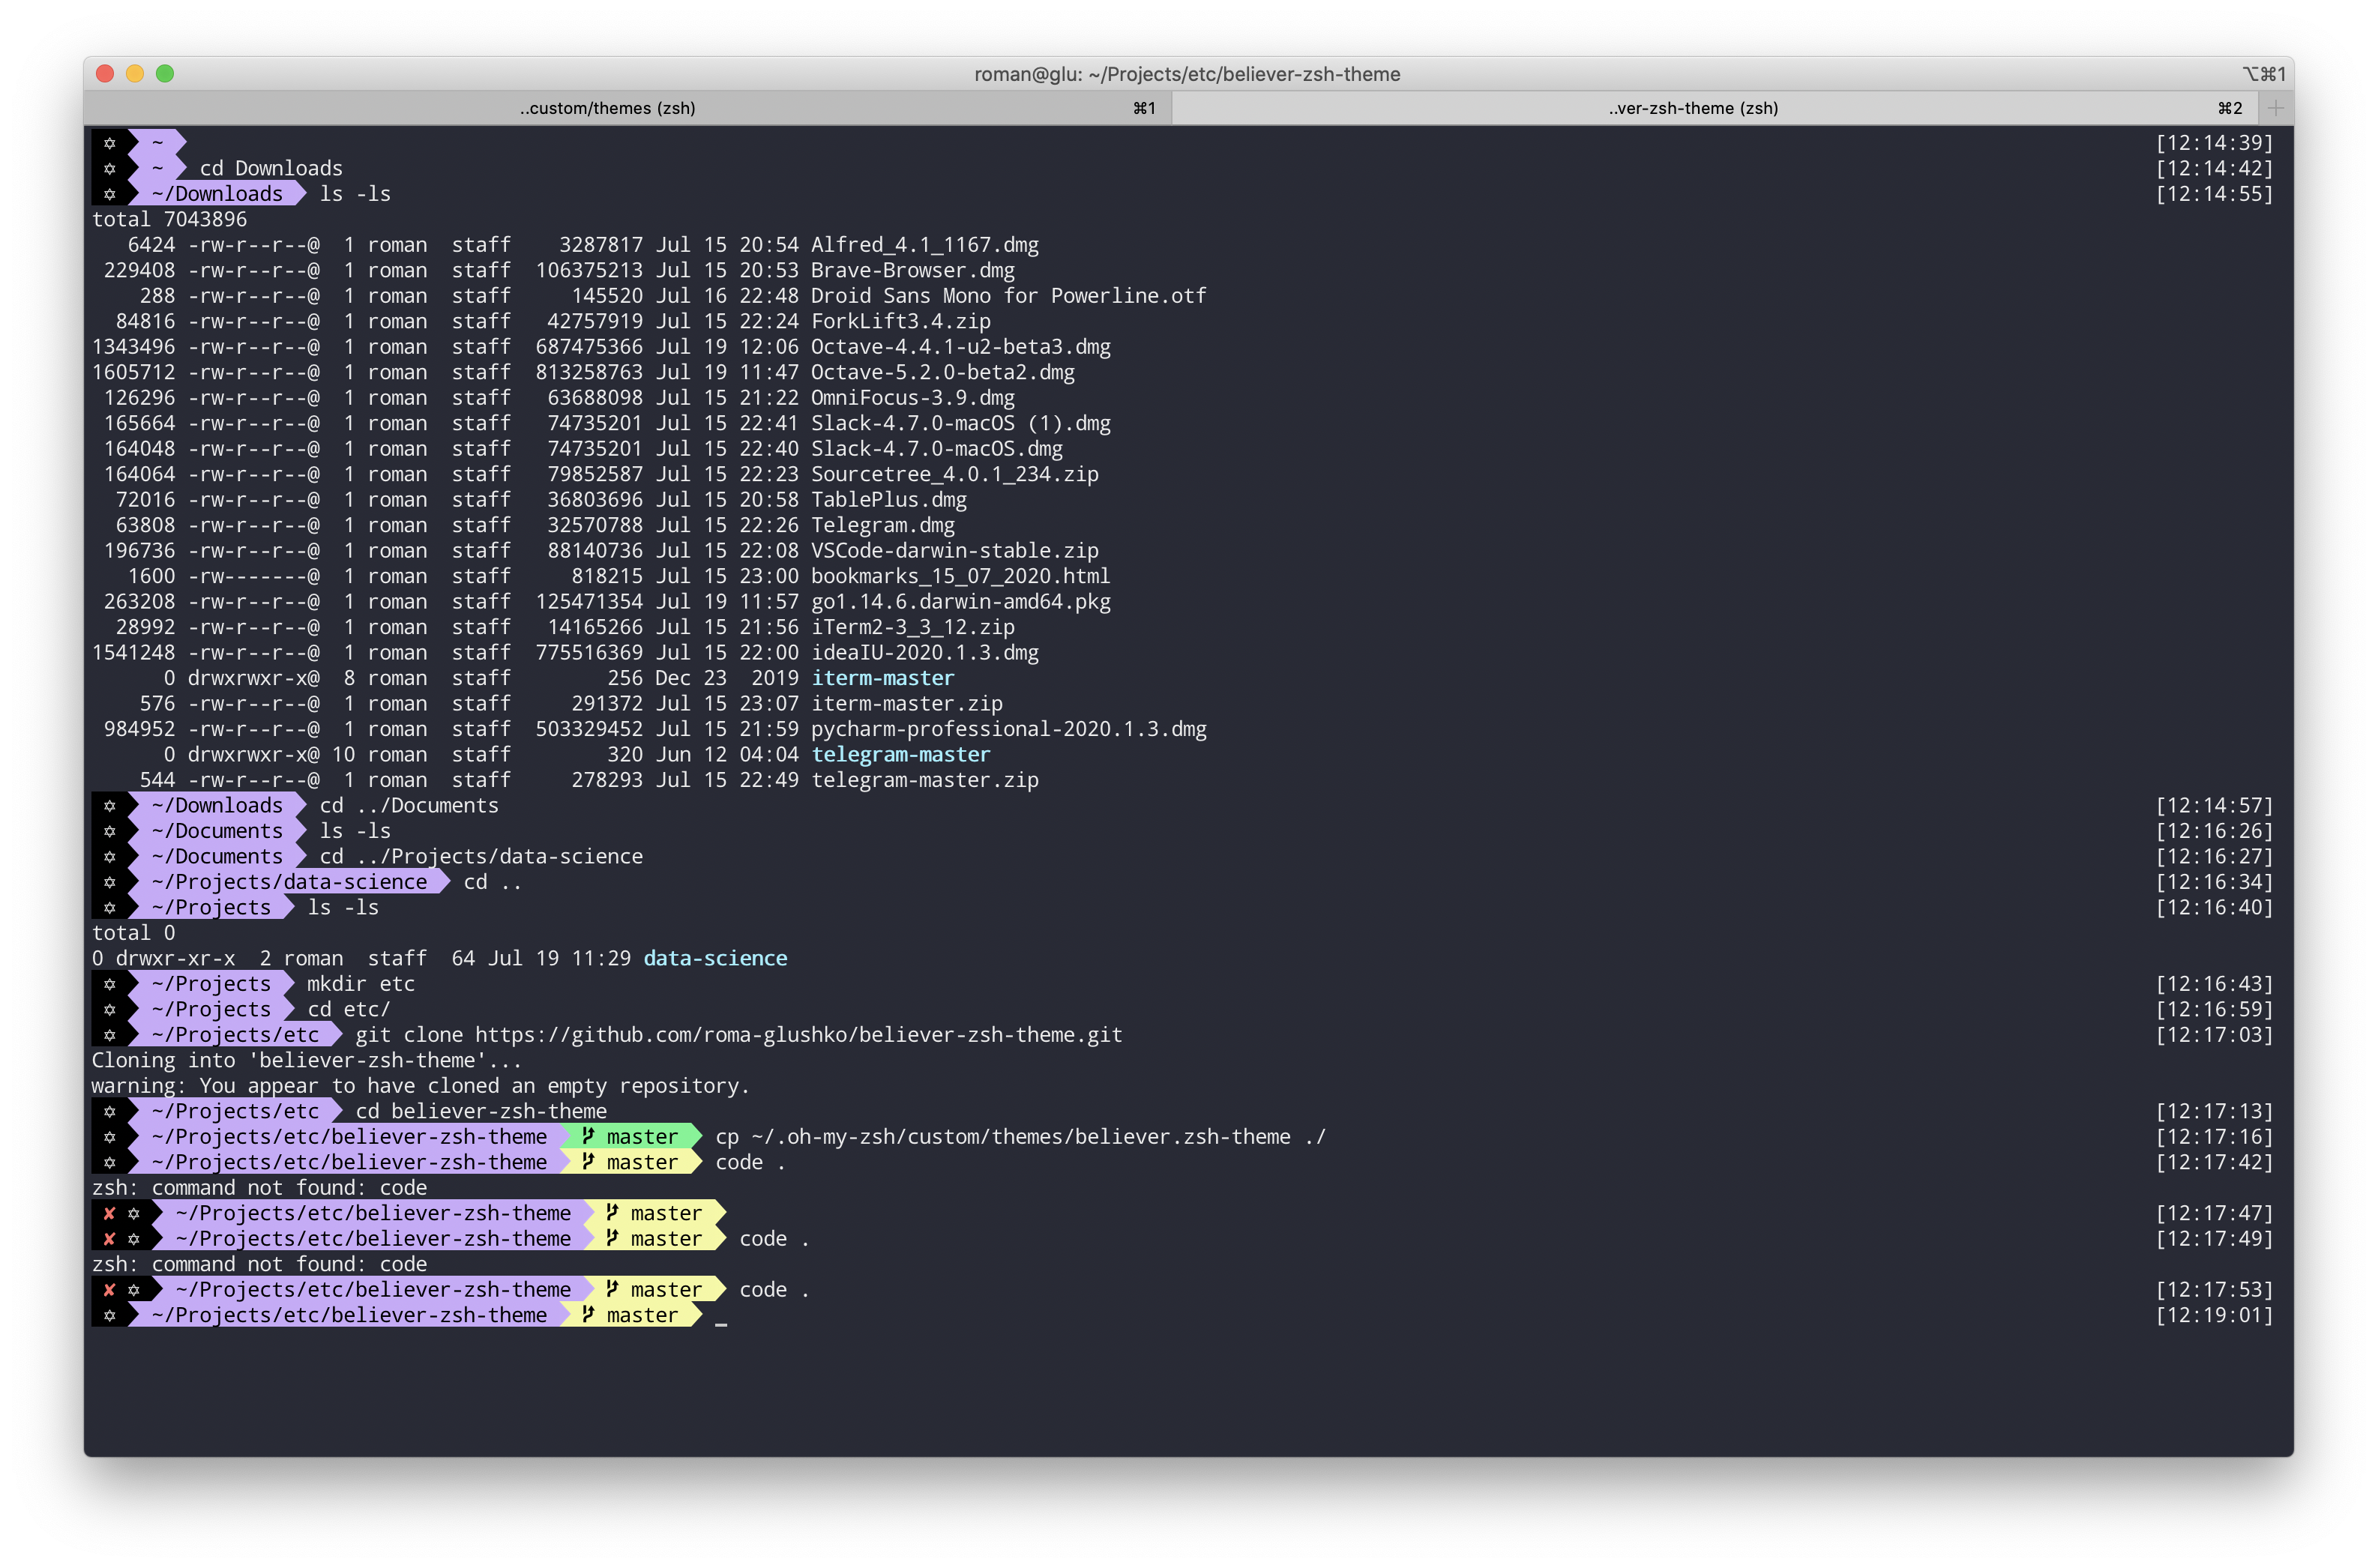 roman@glu: ~/Projects/etc/believer-zsh-theme ⌥⌘1
..custom/themes (zsh) ⌘1 ..ver-zsh-theme (zsh) ⌘2 +
✡ ~ [12:14:39]
✡ ~ cd Downloads [12:14:42]
✡ ~/Downloads ls -ls [12:14:55]
total 7043896
6424 -rw-r--r--@ 1 roman staff 3287817 Jul 15 20:54 Alfred_4.1_1167.dmg
229408 -rw-r--r--@ 1 roman staff 106375213 Jul 15 20:53 Brave-Browser.dmg
288 -rw-r--r--@ 1 roman staff 145520 Jul 16 22:48 Droid Sans Mono for Powerline.otf
84816 -rw-r--r--@ 1 roman staff 42757919 Jul 15 22:24 ForkLift3.4.zip
1343496 -rw-r--r--@ 1 roman staff 687475366 Jul 19 12:06 Octave-4.4.1-u2-beta3.dmg
1605712 -rw-r--r--@ 1 roman staff 813258763 Jul 19 11:47 Octave-5.2.0-beta2.dmg
126296 -rw-r--r--@ 1 roman staff 63688098 Jul 15 21:22 OmniFocus-3.9.dmg
165664 -rw-r--r--@ 1 roman staff 74735201 Jul 15 22:41 Slack-4.7.0-macOS (1).dmg
164048 -rw-r--r--@ 1 roman staff 74735201 Jul 15 22:40 Slack-4.7.0-macOS.dmg
164064 -rw-r--r--@ 1 roman staff 79852587 Jul 15 22:23 Sourcetree_4.0.1_234.zip
72016 -rw-r--r--@ 1 roman staff 36803696 Jul 15 20:58 TablePlus.dmg
63808 -rw-r--r--@ 1 roman staff 32570788 Jul 15 22:26 Telegram.dmg
196736 -rw-r--r--@ 1 roman staff 88140736 Jul 15 22:08 VSCode-darwin-stable.zip
1600 -rw-------@ 1 roman staff 818215 Jul 15 23:00 bookmarks_15_07_2020.html
263208 -rw-r--r--@ 1 roman staff 125471354 Jul 19 11:57 go1.14.6.darwin-amd64.pkg
28992 -rw-r--r--@ 1 roman staff 14165266 Jul 15 21:56 iTerm2-3_3_12.zip
1541248 -rw-r--r--@ 1 roman staff 775516369 Jul 15 22:00 ideaIU-2020.1.3.dmg
0 drwxrwxr-x@ 8 roman staff 256 Dec 23 2019 iterm-master
576 -rw-r--r--@ 1 roman staff 291372 Jul 15 23:07 iterm-master.zip
984952 -rw-r--r--@ 1 roman staff 503329452 Jul 15 21:59 pycharm-professional-2020.1.3.dmg
0 drwxrwxr-x@ 10 roman staff 320 Jun 12 04:04 telegram-master
544 -rw-r--r--@ 1 roman staff 278293 Jul 15 22:49 telegram-master.zip
✡ ~/Downloads cd ../Documents [12:14:57]
✡ ~/Documents ls -ls [12:16:26]
✡ ~/Documents cd ../Projects/data-science [12:16:27]
✡ ~/Projects/data-science cd .. [12:16:34]
✡ ~/Projects ls -ls [12:16:40]
total 0
0 drwxr-xr-x 2 roman staff 64 Jul 19 11:29 data-science
✡ ~/Projects mkdir etc [12:16:43]
✡ ~/Projects cd etc/ [12:16:59]
✡ ~/Projects/etc git clone https://github.com/roma-glushko/believer-zsh-theme.git [12:17:03]
Cloning into 'believer-zsh-theme'...
warning: You appear to have cloned an empty repository.
✡ ~/Projects/etc cd believer-zsh-theme [12:17:13]
✡ ~/Projects/etc/believer-zsh-theme master cp ~/.oh-my-zsh/custom/themes/believer.zsh-theme ./ [12:17:16]
✡ ~/Projects/etc/believer-zsh-theme master code . [12:17:42]
zsh: command not found: code
✘ ✡ ~/Projects/etc/believer-zsh-theme master [12:17:47]
✘ ✡ ~/Projects/etc/believer-zsh-theme master code . [12:17:49]
zsh: command not found: code
✘ ✡ ~/Projects/etc/believer-zsh-theme master code . [12:17:53]
✡ ~/Projects/etc/believer-zsh-theme master _ [12:19:01]